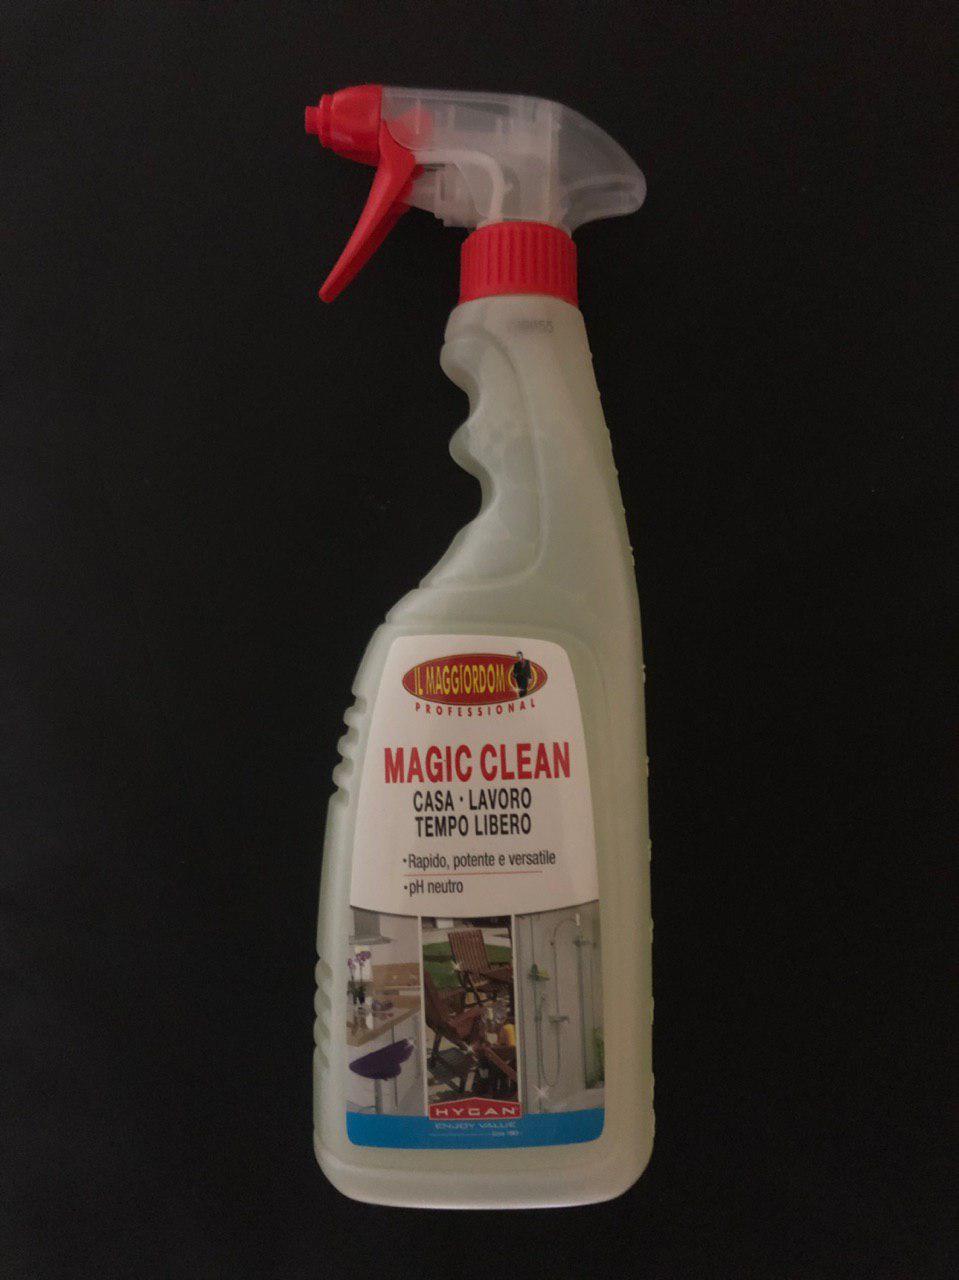 IL MAGGIORDOMO
PROFESSIONAL
MAGIC CLEAN
CASA • LAVORO
TEMPO LIBERO
•Rapido, potente e versatile
•pH neutro
HYGAN
ENJOY VALUE